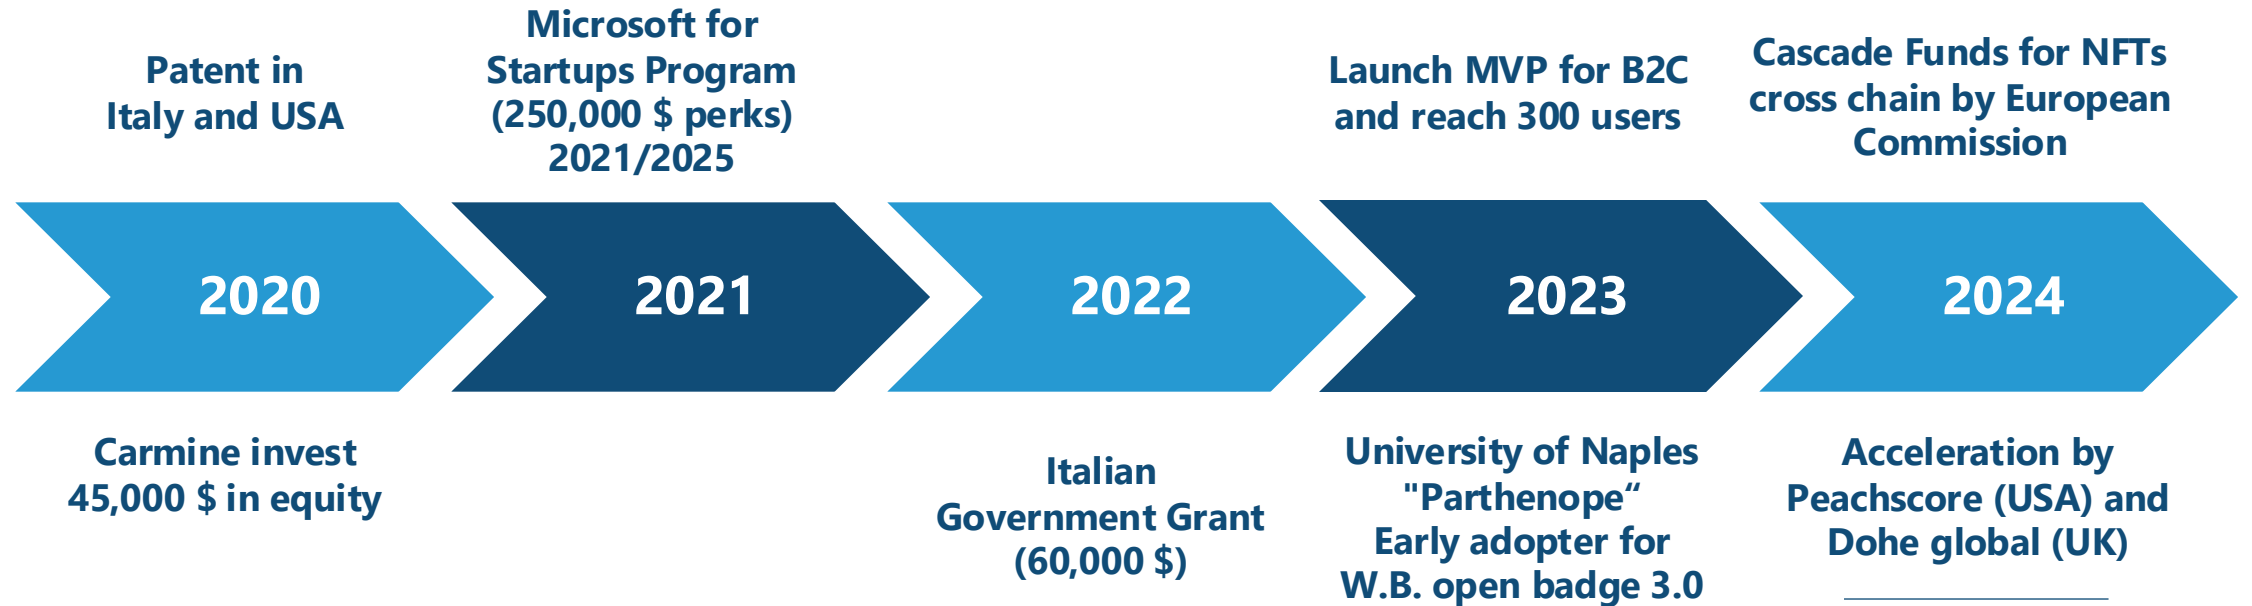 Patent in
Italy and USA
Microsoft for
Startups Program
(250,000 $ perks)
2021/2025
Launch MVP for B2C
and reach 300 users
Cascade Funds for NFTs
cross chain by European
Commission
2020
2021
2022
2023
2024
Carmine invest
45,000 $ in equity
Italian
Government Grant
(60,000 $)
University of Naples
"Parthenope“
Early adopter for
W.B. open badge 3.0
Acceleration by
Peachscore (USA) and
Dohe global (UK)